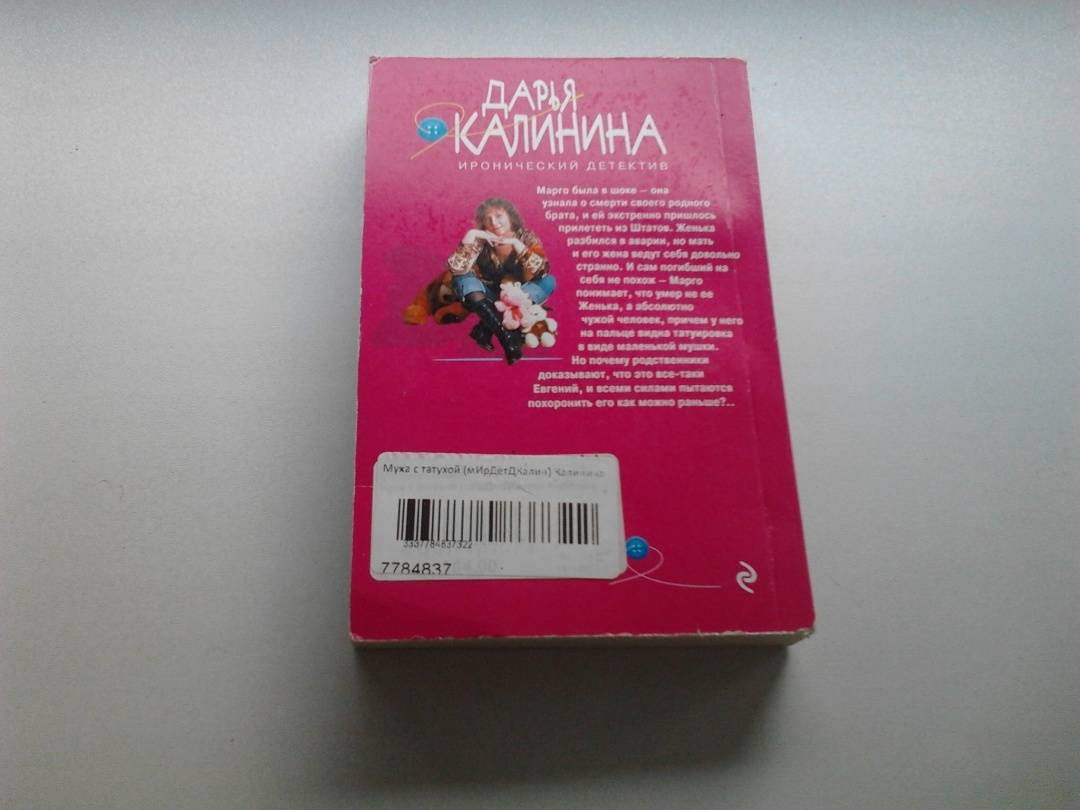 ДАРЬЯ
КАЛИНИНА
ИРОНИЧЕСКИЙ ДЕТЕКТИВ
Марго была в шоке – она
узнала о смерти своего родного
брата, и ей экстренно пришлось
прилететь из Штатов. Женька
разбился в аварии, но мать
и его жена ведут себя довольно
странно. И сам погибший на
себя не похож – Марго
понимает, что умер не ее
Женька, а абсолютно
чужой человек, причем у него
на пальце видна татуировка
в виде маленькой мушки.
Но почему родственники
доказывают, что это все-таки
Евгений, и всеми силами пытаются
похоронить его как можно раньше?..
Муха с татухой (мИрДетДКалин) Калинина
3337784837322
7784837